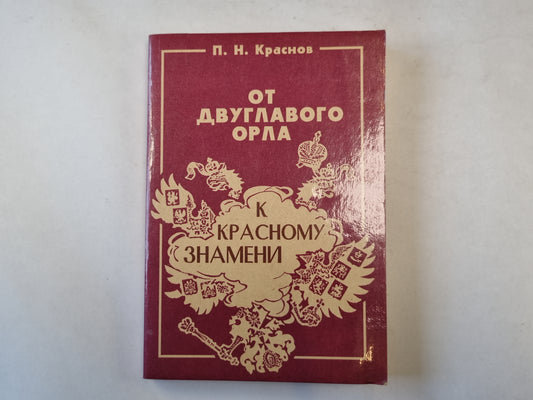 П. Н. Краснов
ОТ
ДВУГЛАВОГО
ОРЛА
К
КРАСНОМУ
ЗНАМЕНИ